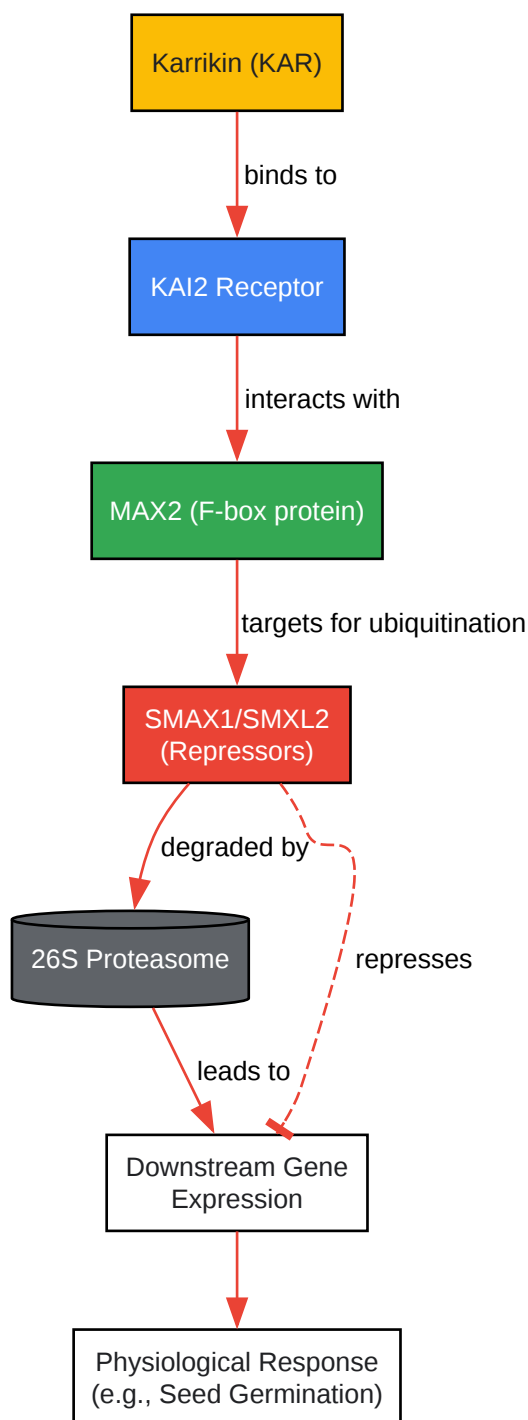 Karrikin (KAR)
binds to
KAI2 Receptor
interacts with
MAX2 (F-box protein)
targets for ubiquitination
SMAX1/SMXL2
(Repressors)
degraded by
26S Proteasome
represses
leads to
Downstream Gene
Expression
Physiological Response
(e.g., Seed Germination)